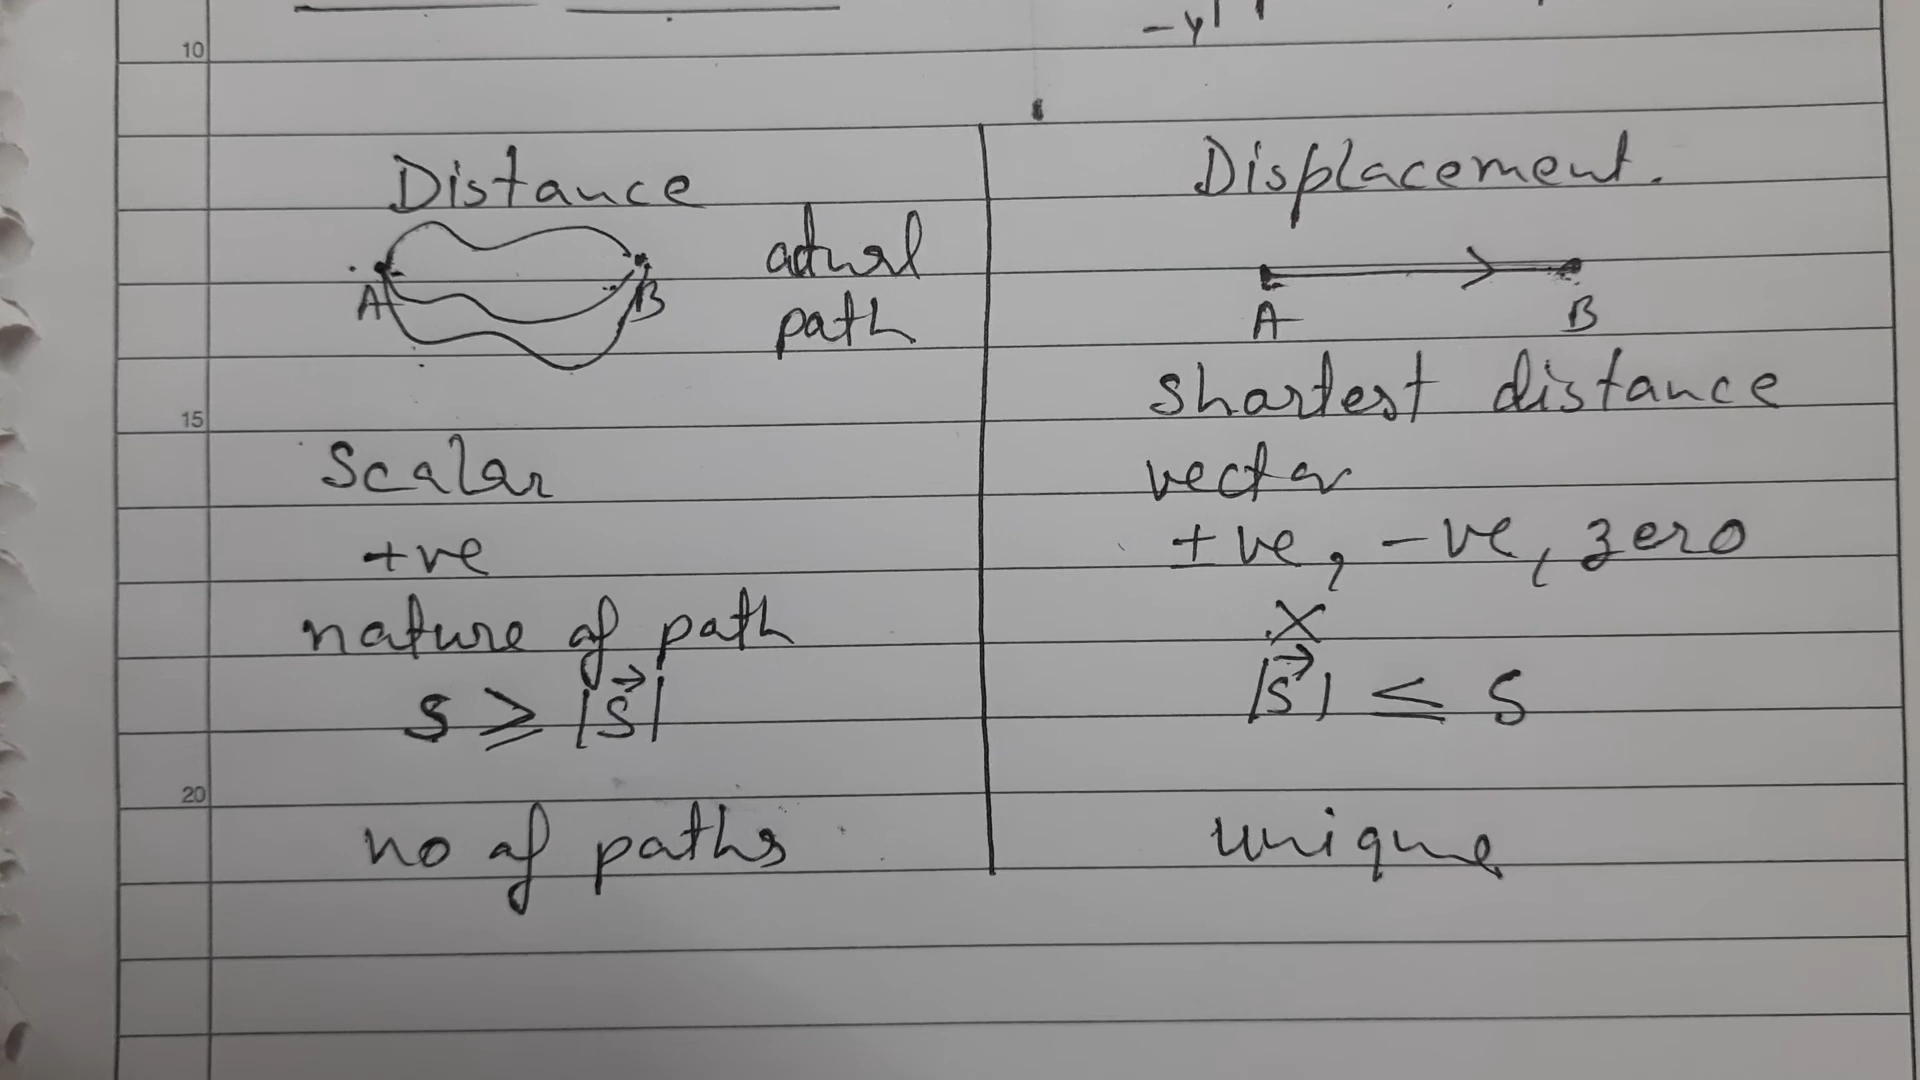 10
-y
Distance
Displacement.
A
B
actual
path
A
B
shortest distance
15
Scalar
vector
+ve
+ve, -ve, zero
nature of path
X
s ≥ |s⃗|
|s⃗| ≤ s
20
no of paths
unique